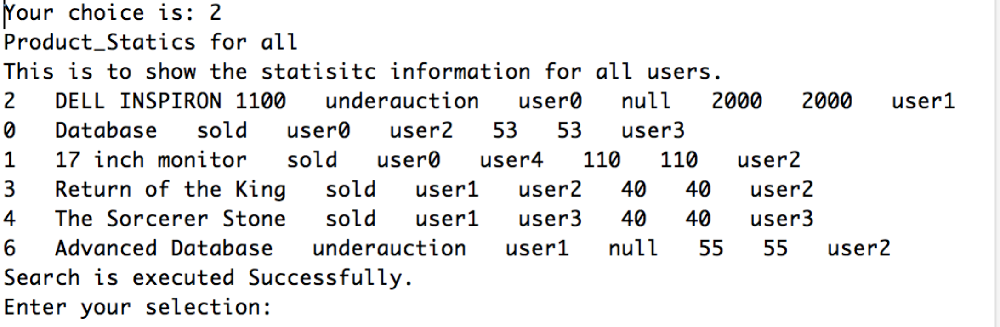 Your choice is: 2
Product_Statics for all
This is to show the statisitc information for all users.
2   DELL INSPIRON 1100   underauction   user0   null   2000   2000   user1
0   Database   sold   user0   user2   53   53   user3
1   17 inch monitor   sold   user0   user4   110   110   user2
3   Return of the King   sold   user1   user2   40   40   user2
4   The Sorcerer Stone   sold   user1   user3   40   40   user3
6   Advanced Database   underauction   user1   null   55   55   user2
Search is executed Successfully.
Enter your selection: